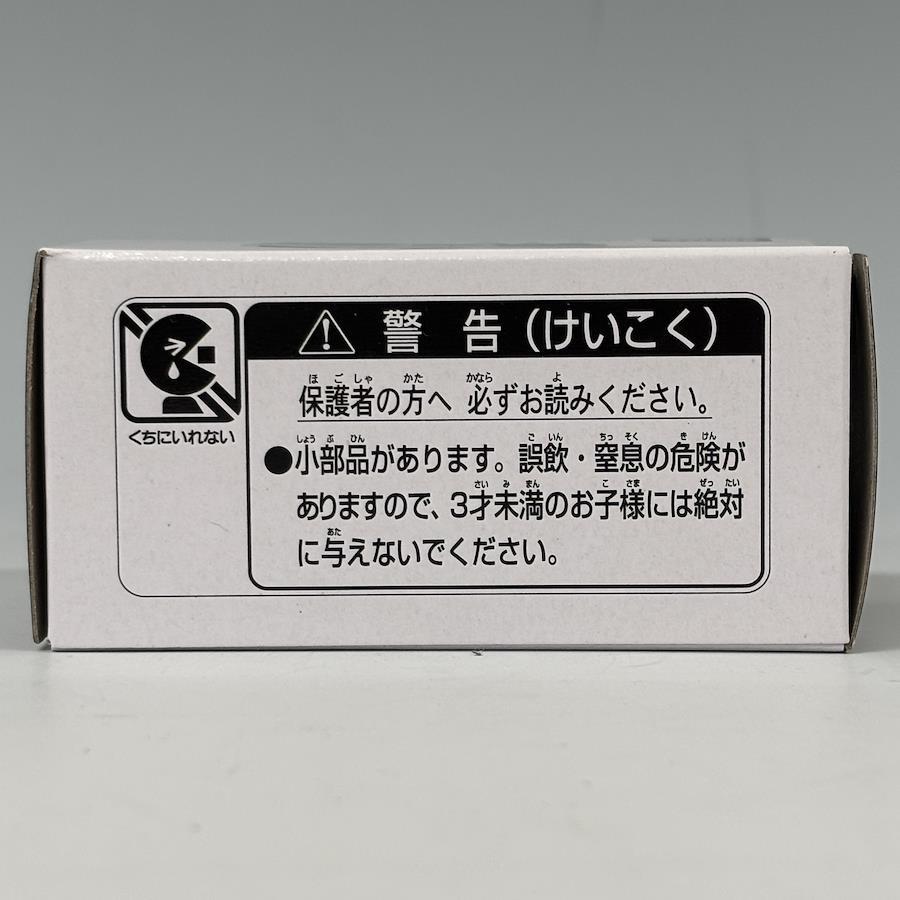 警告(けいこく)
くちにいれない
保護者の方へ 必ずお読みください。
●小部品があります。誤飲・窒息の危険が
ありますので、3才未満のお子様には絶対
に与えないでください。